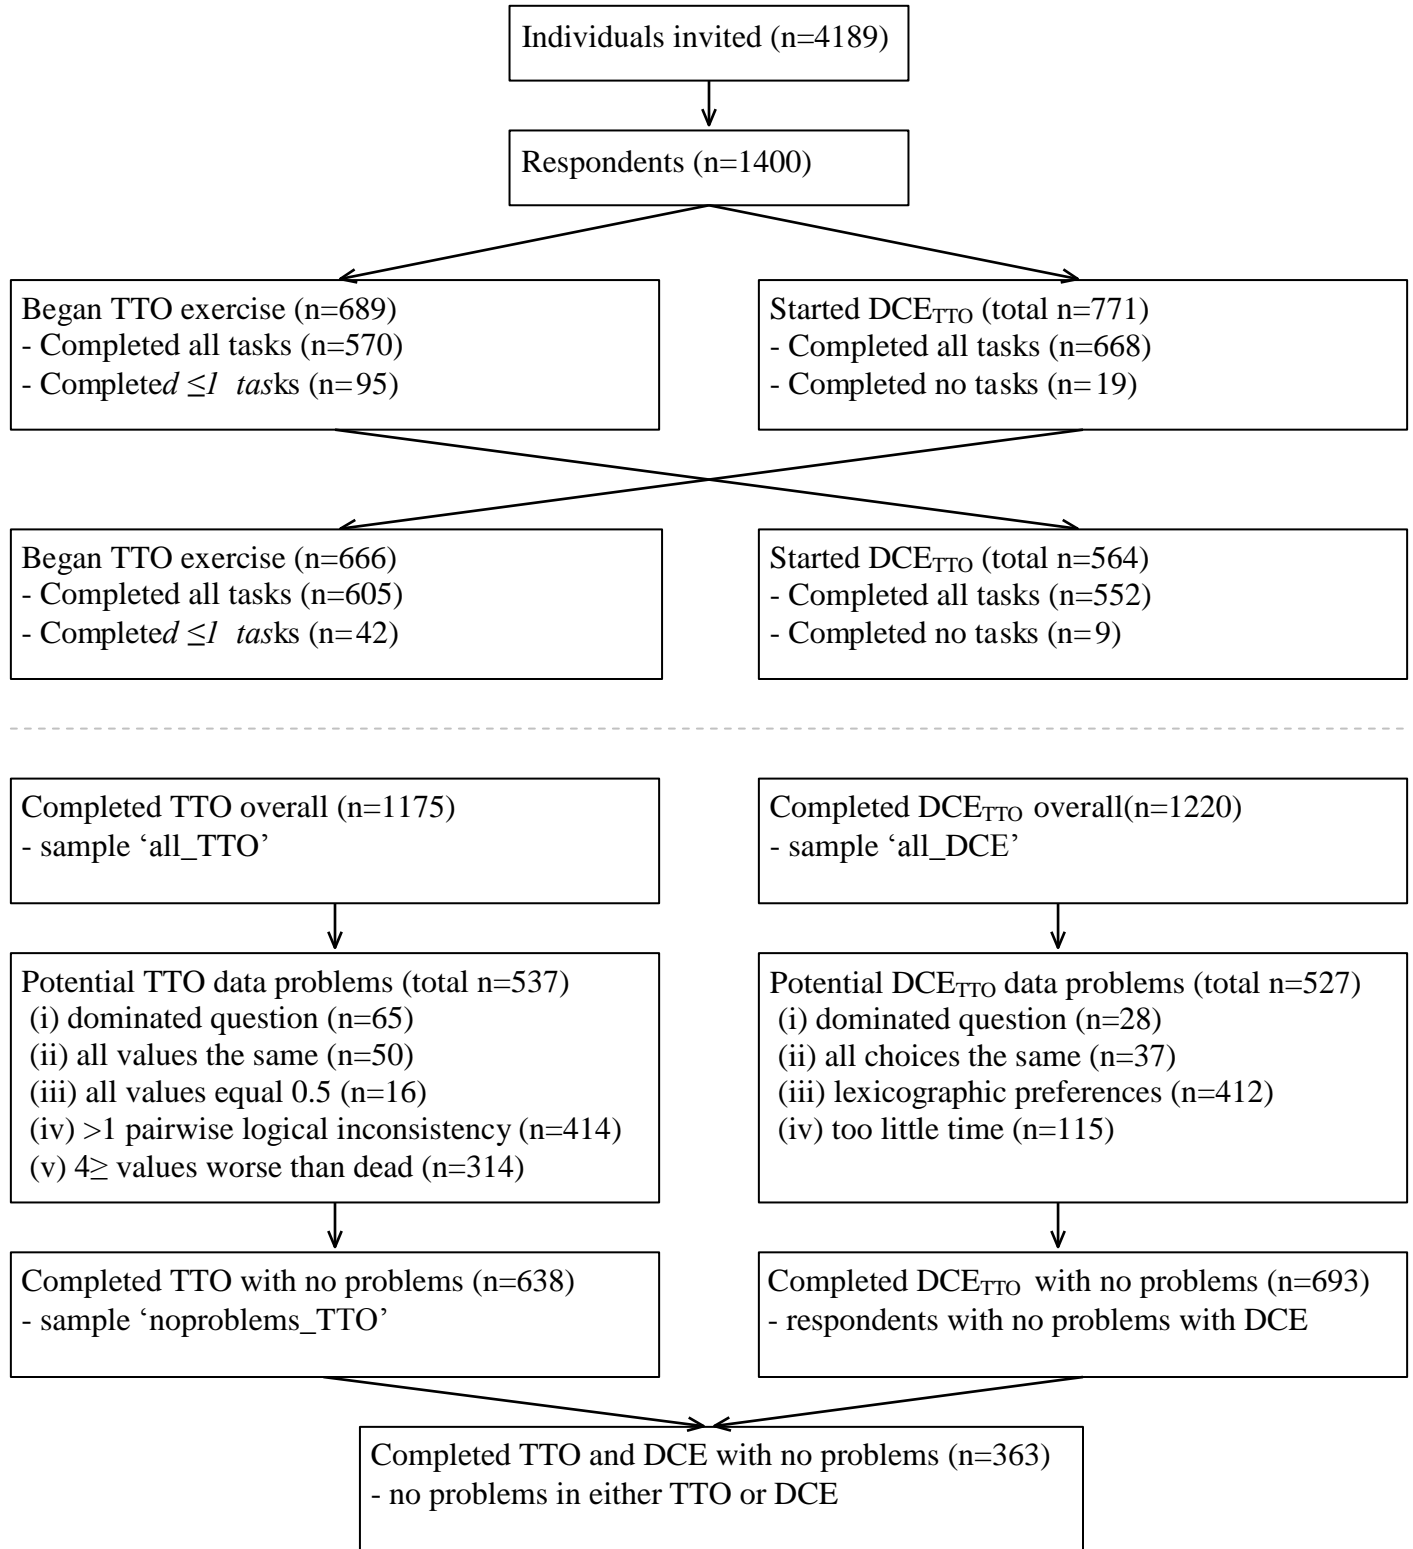 Individuals invited (n=4189)
Respondents (n=1400)
Began TTO exercise (n=689)
- Completed all tasks (n=570)
- Completed ≤1 tasks (n=95)
Started DCETTO (total n=771)
- Completed all tasks (n=668)
- Completed no tasks (n=19)
Began TTO exercise (n=666)
- Completed all tasks (n=605)
- Completed ≤1 tasks (n=42)
Started DCETTO (total n=564)
- Completed all tasks (n=552)
- Completed no tasks (n=9)
Completed TTO overall (n=1175)
- sample ‘all_TTO’
Completed DCETTO overall(n=1220)
- sample ‘all_DCE’
Potential TTO data problems (total n=537)
(i) dominated question (n=65)
(ii) all values the same (n=50)
(iii) all values equal 0.5 (n=16)
(iv) >1 pairwise logical inconsistency (n=414)
(v) 4≥ values worse than dead (n=314)
Potential DCETTO data problems (total n=527)
(i) dominated question (n=28)
(ii) all choices the same (n=37)
(iii) lexicographic preferences (n=412)
(iv) too little time (n=115)
Completed TTO with no problems (n=638)
- sample ‘noproblems_TTO’
Completed DCETTO with no problems (n=693)
- respondents with no problems with DCE
Completed TTO and DCE with no problems (n=363)
- no problems in either TTO or DCE